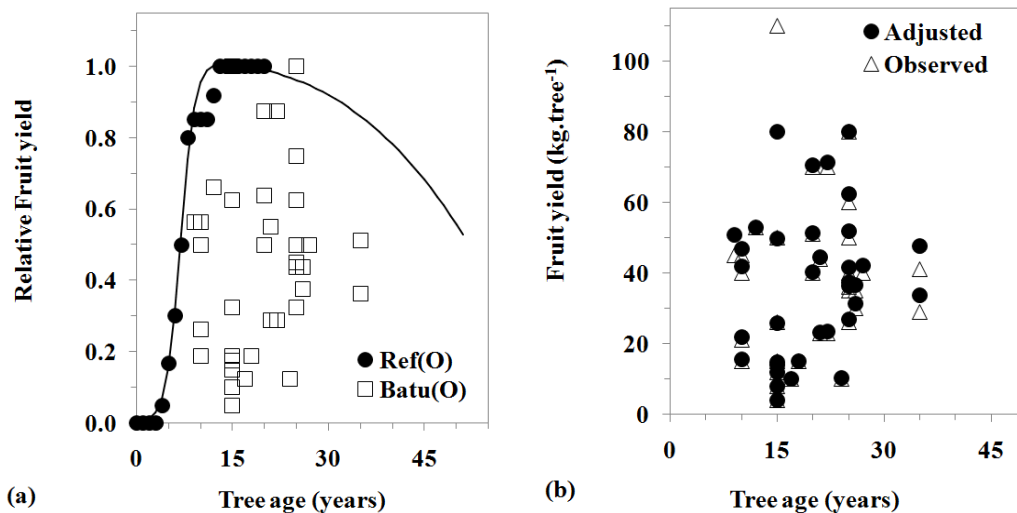 1.0
0.8
0.6
0.4
0.2
0.0
Relative Fruit yield
Ref(O)
Batu(O)
0 15 30 45
Tree age (years)
(a)
100
80
60
40
20
0
Fruit yield (kg.tree⁻¹)
Adjusted
Observed
0 15 30 45
Tree age (years)
(b)